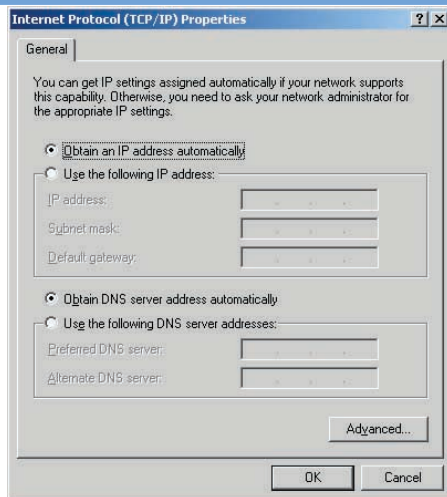 Internet Protocol (TCP/IP) Properties
General
You can get IP settings assigned automatically if your network supports
this capability. Otherwise, you need to ask your network administrator for
the appropriate IP settings.
Obtain an IP address automatically
Use the following IP address:
IP address:
Subnet mask:
Default gateway:
Obtain DNS server address automatically
Use the following DNS server addresses:
Preferred DNS server:
Alternate DNS server:
Advanced...
OK
Cancel